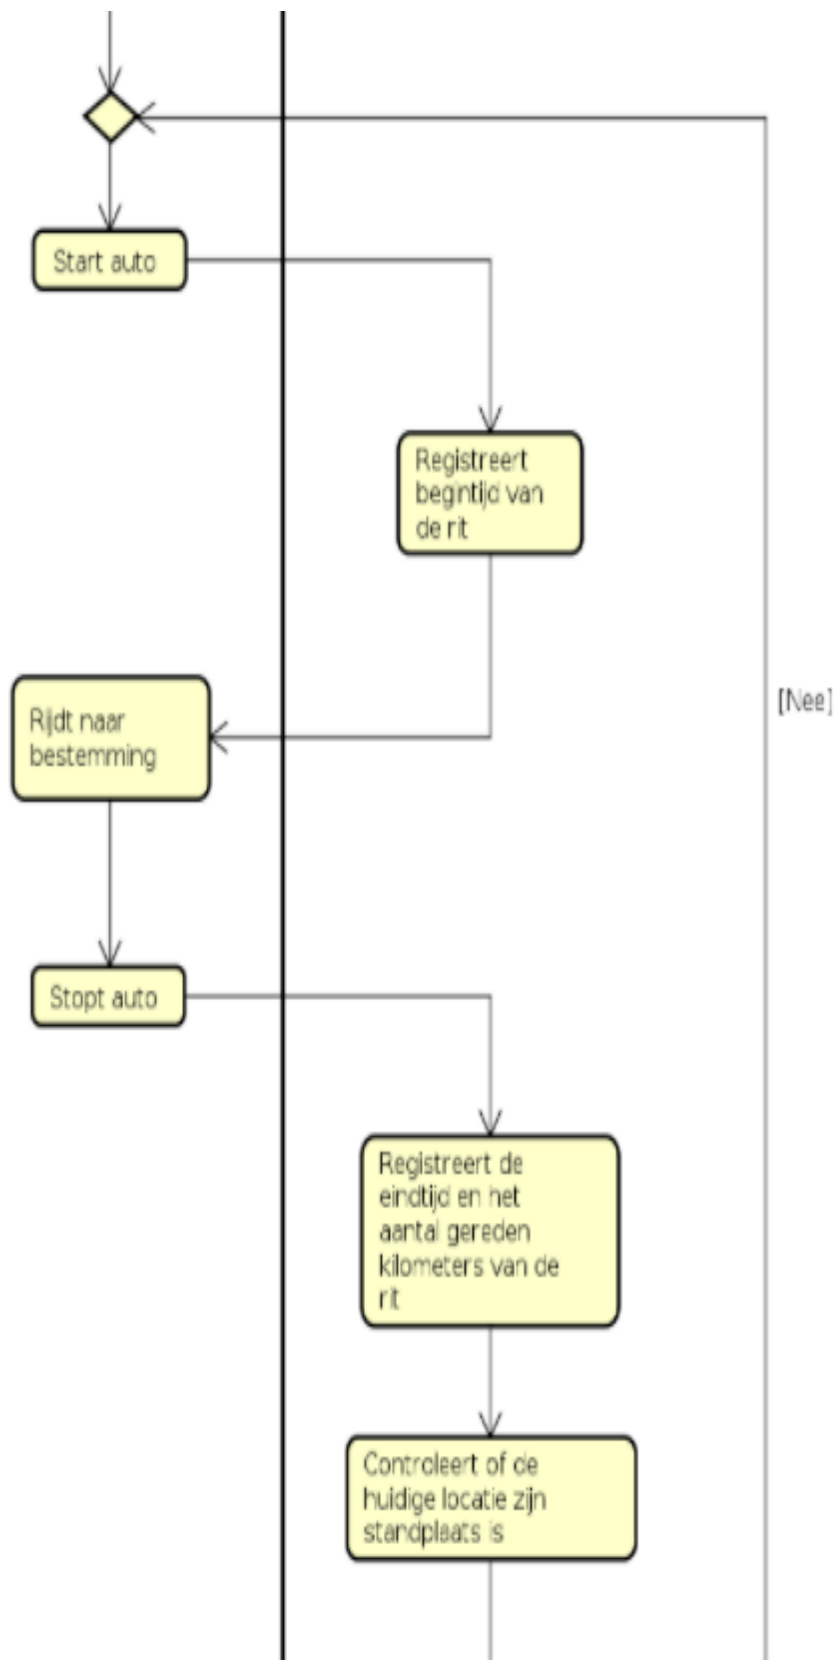 Start auto
Registreert
begintijd van
de rit
Rijdt naar
bestemming
[Nee]
Stopt auto
Registreert de
eindtijd en het
aantal gereden
kilometers van de
rit
Controleert of de
huidige locatie zijn
standplaats is